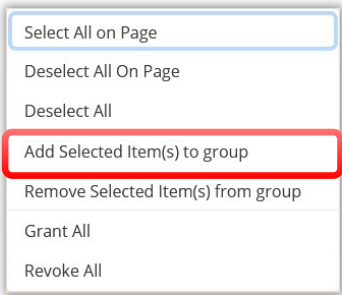 Select All on Page
Deselect All On Page
Deselect All
Add Selected Item(s) to group
Remove Selected Item(s) from group
Grant All
Revoke All